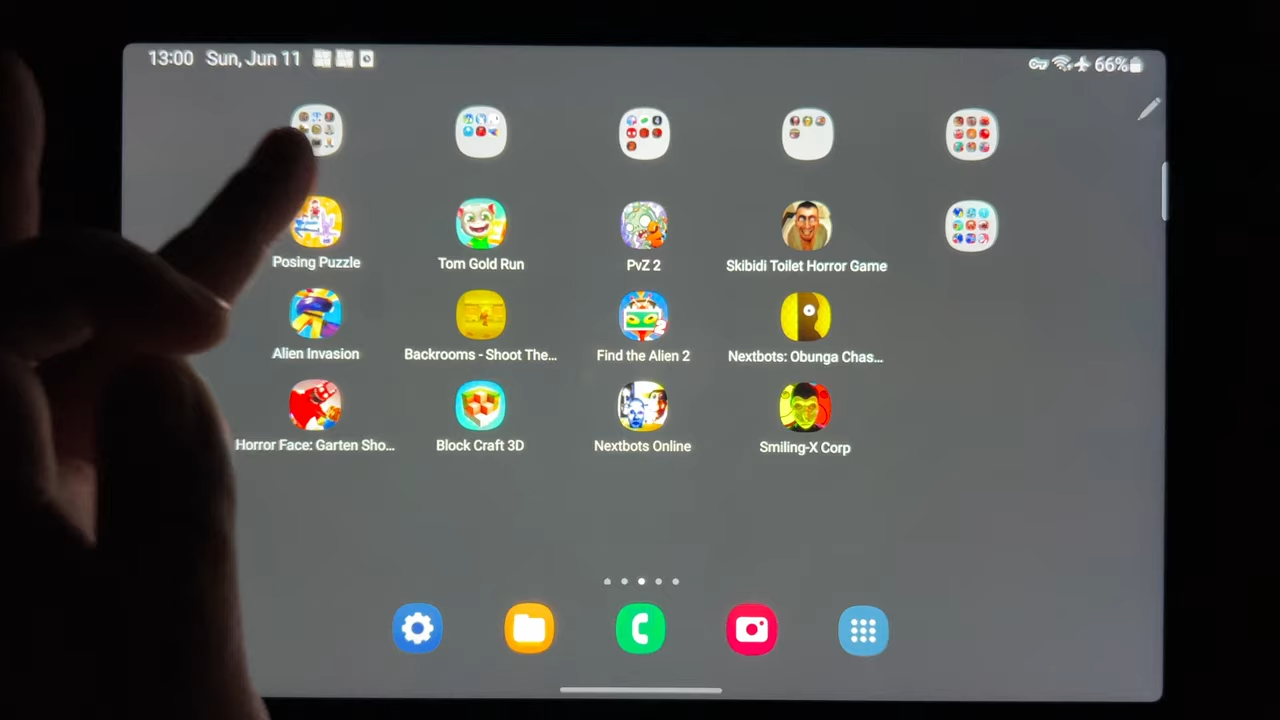 13:00 Sun, Jun 11 66%
Posing Puzzle Tom Gold Run PvZ 2 Skibidi Toilet Horror Game
Alien Invasion Backrooms - Shoot The... Find the Alien 2 Nextbots: Obunga Chas...
Horror Face: Garten Sho... Block Craft 3D Nextbots Online Smiling-X Corp